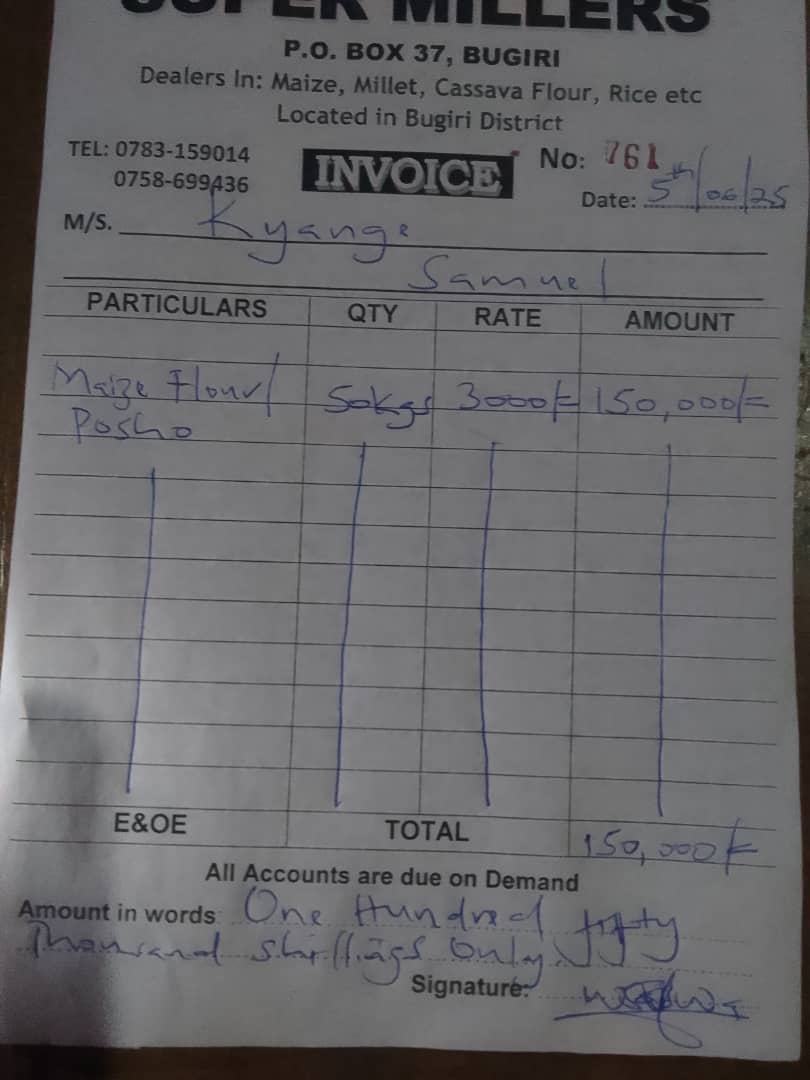 SUPER MILLERS
P.O. BOX 37, BUGIRI
Dealers In: Maize, Millet, Cassava Flour, Rice etc
Located in Bugiri District
TEL: 0783-159014
0758-699436
INVOICE
No: 761
Date: 5th/06/25
M/S. Kyange
Samuel
PARTICULARS QTY RATE AMOUNT
Maize Flour/ 50kgs 3000/= 150,000/=
Posho
E&OE TOTAL 150,000/=
All Accounts are due on Demand
Amount in words: One Hundred fifty
Thousand shillings Only.
Signature: